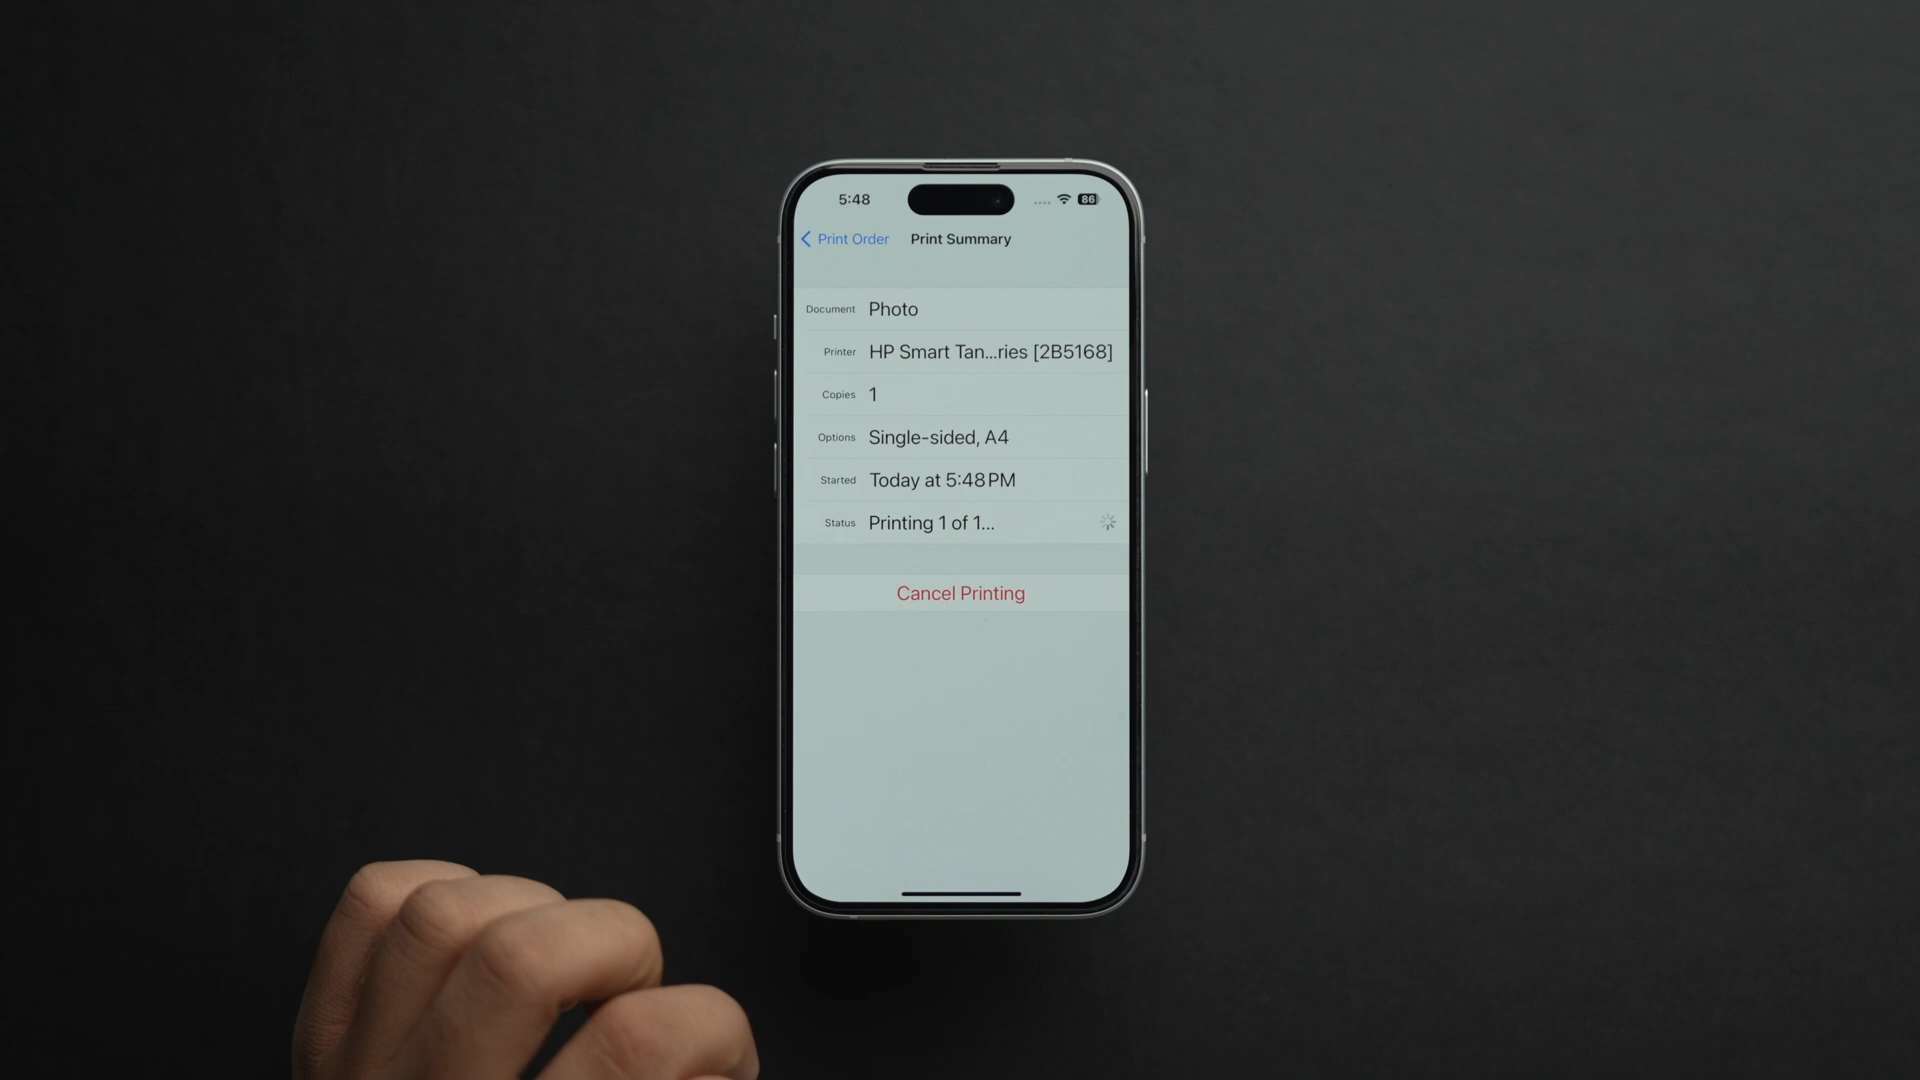 5:48
86
Print Order
Print Summary
Document Photo
Printer HP Smart Tan...ries [2B5168]
Copies 1
Options Single-sided, A4
Started Today at 5:48 PM
Status Printing 1 of 1...
Cancel Printing